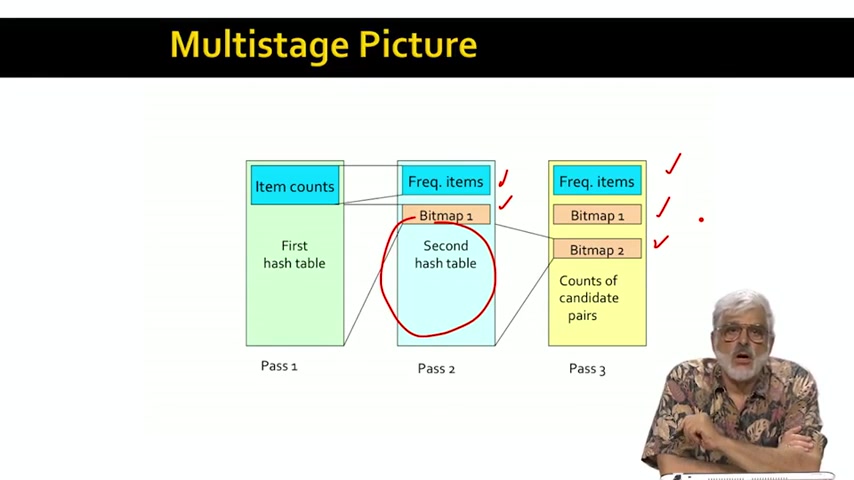 Multistage Picture
Item counts
First
hash table
Pass 1
Freq. items
Bitmap 1
Second
hash table
Pass 2
Freq. items
Bitmap 1
Bitmap 2
Counts of
candidate
pairs
Pass 3